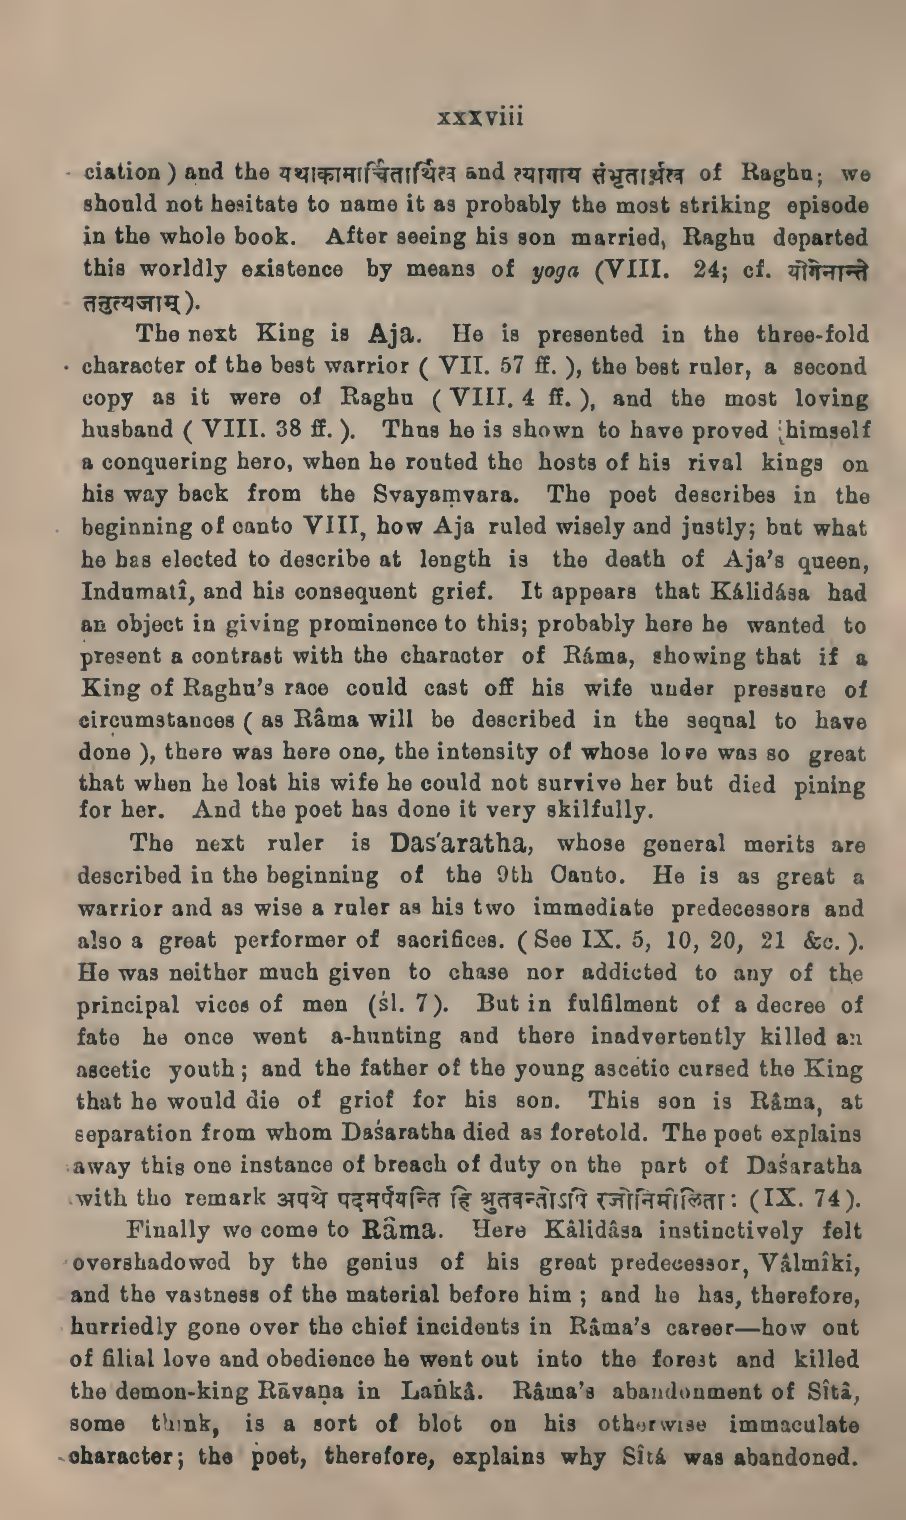 xxxviii
ciation ) and the यथाकामार्चितार्थित्व and त्यागाय संभृतार्थत्व of Raghu; we
should not hesitate to name it as probably the most striking episode
in the whole book. After seeing his son married, Raghu departed
this worldly existence by means of yoga (VIII. 24; cf. योगेनान्ते
तनुत्यजाम् ).
The next King is Aja. He is presented in the three-fold
character of the best warrior ( VII. 57 ff. ), the best ruler, a second
copy as it were of Raghu ( VIII. 4 ff. ), and the most loving
husband ( VIII. 38 ff. ). Thus he is shown to have proved himself
a conquering hero, when he routed the hosts of his rival kings on
his way back from the Svayaṃvara. The poet describes in the
beginning of canto VIII, how Aja ruled wisely and justly; but what
he has elected to describe at length is the death of Aja's queen,
Indumatî, and his consequent grief. It appears that Kálidása had
an object in giving prominence to this; probably here he wanted to
present a contrast with the character of Ráma, showing that if a
King of Raghu's race could cast off his wife under pressure of
circumstances ( as Râma will be described in the sequal to have
done ), there was here one, the intensity of whose love was so great
that when he lost his wife he could not survive her but died pining
for her. And the poet has done it very skilfully.
The next ruler is Das'aratha, whose general merits are
described in the beginning of the 9th Canto. He is as great a
warrior and as wise a ruler as his two immediate predecessors and
also a great performer of sacrifices. ( See IX. 5, 10, 20, 21 &c. ).
He was neither much given to chase nor addicted to any of the
principal vices of men (śl. 7). But in fulfilment of a decree of
fate he once went a-hunting and there inadvertently killed an
ascetic youth; and the father of the young ascetic cursed the King
that he would die of grief for his son. This son is Râma, at
separation from whom Daśaratha died as foretold. The poet explains
away this one instance of breach of duty on the part of Daśaratha
with the remark अपथे पदमर्पयन्ति हि श्रुतवन्तोऽपि रजोनिमीलिताः (IX. 74).
Finally we come to Râma. Here Kâlidâsa instinctively felt
overshadowed by the genius of his great predecessor, Vâlmîki,
and the vastness of the material before him ; and he has, therefore,
hurriedly gone over the chief incidents in Râma's career—how out
of filial love and obedience he went out into the forest and killed
the demon-king Rāvaṇa in Laṅkâ. Râma's abandonment of Sîtâ,
some think, is a sort of blot on his otherwise immaculate
character; the poet, therefore, explains why Sîtá was abandoned.